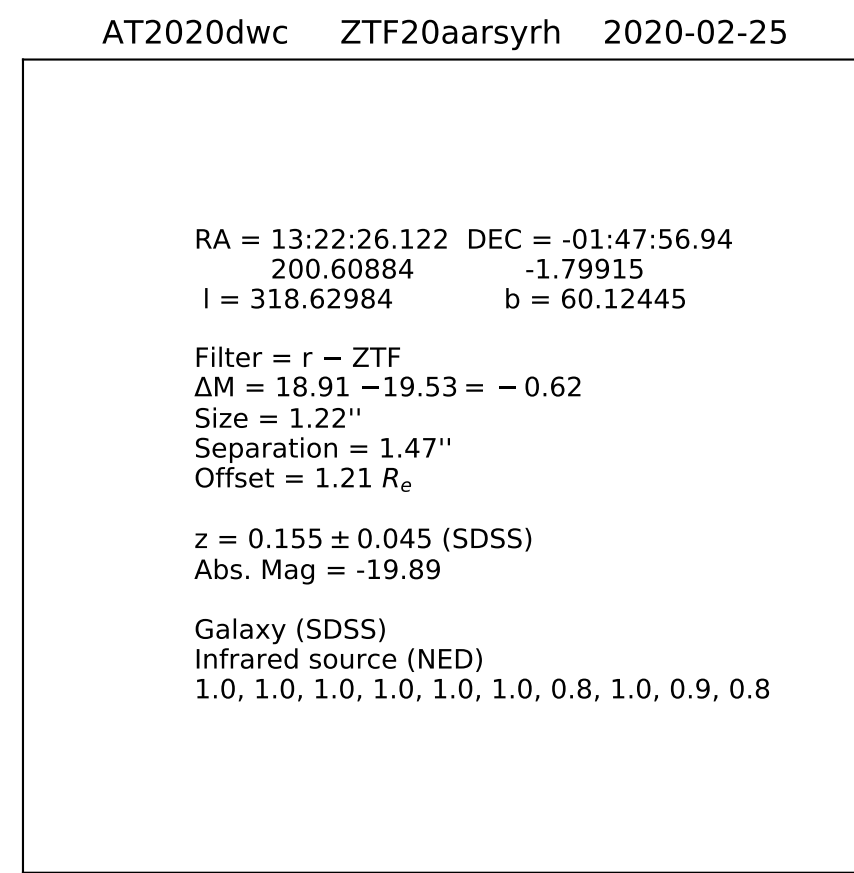 AT2020dwc ZTF20aarsyrh 2020-02-25
RA = 13:22:26.122 DEC = -01:47:56.94
200.60884 -1.79915
l = 318.62984 b = 60.12445
Filter = r − ZTF
ΔM = 18.91 −19.53 = − 0.62
Size = 1.22''
Separation = 1.47''
Offset = 1.21 Rₑ
z = 0.155 ± 0.045 (SDSS)
Abs. Mag = -19.89
Galaxy (SDSS)
Infrared source (NED)
1.0, 1.0, 1.0, 1.0, 1.0, 1.0, 0.8, 1.0, 0.9, 0.8